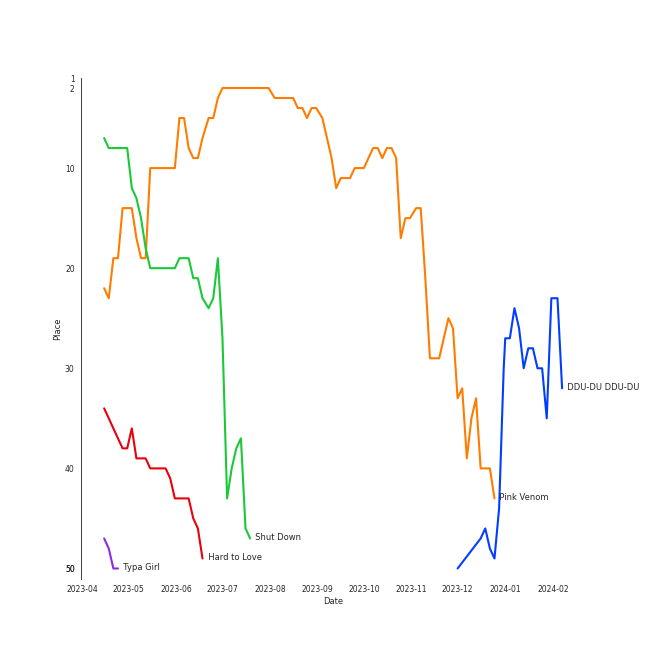 1
2
10
20
30
40
50
Place
DDU-DU DDU-DU
Pink Venom
Shut Down
Hard to Love
Typa Girl
2023-04 2023-05 2023-06 2023-07 2023-08 2023-09 2023-10 2023-11 2023-12 2024-01 2024-02
Date